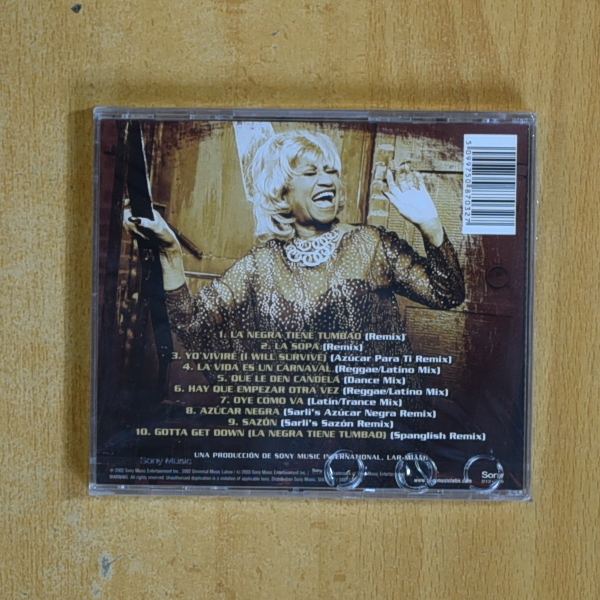 5099750870327
1. LA NEGRA TIENE TUMBAO (Remix)
2. LA SOPA (Remix)
3. YO VIVIRÉ (I WILL SURVIVE) (Azúcar Para Ti Remix)
4. LA VIDA ES UN CARNAVAL (Reggae/Latino Mix)
5. QUE LE DEN CANDELA (Dance Mix)
6. HAY QUE EMPEZAR OTRA VEZ (Reggae/Latino Mix)
7. OYE COMO VA (Latin/Trance Mix)
8. AZÚCAR NEGRA (Sarli's Azúcar Negra Remix)
9. SAZÓN (Sarli's Sazón Remix)
10. GOTTA GET DOWN (LA NEGRA TIENE TUMBAO) (Spanglish Remix)
UNA PRODUCCIÓN DE SONY MUSIC INTERNATIONAL, LAR-MIAMI
Sony Music
Sony